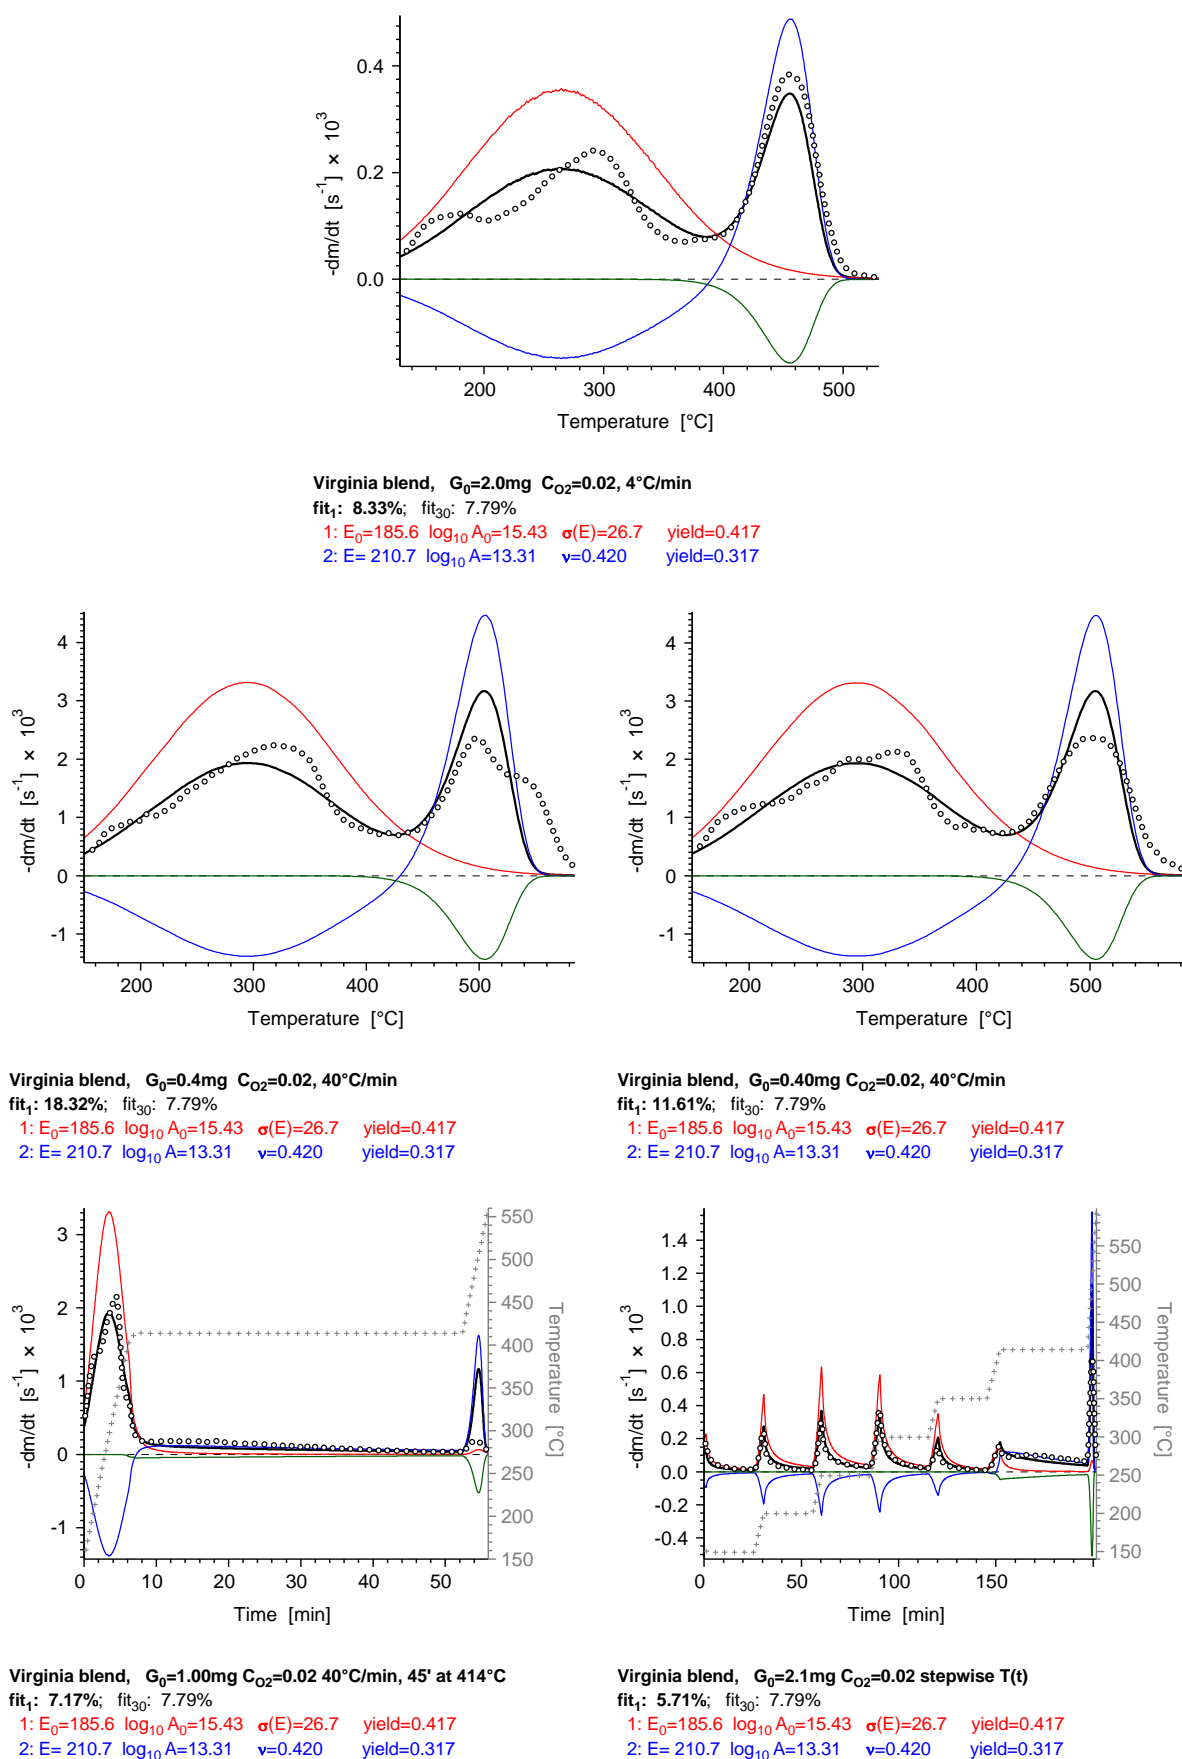 0.4
0.2
0.0
-dm/dt [s-1] × 10³
200 300 400 500
Temperature [°C]
Virginia blend, G0=2.0mg CO2=0.02, 4°C/min
fit1: 8.33%; fit30: 7.79%
1: E0=185.6 log10 A0=15.43 σ(E)=26.7 yield=0.417
2: E= 210.7 log10 A=13.31 ν=0.420 yield=0.317
4
3
2
1
0
-1
-dm/dt [s-1] × 10³
200 300 400 500
Temperature [°C]
Virginia blend, G0=0.4mg CO2=0.02, 40°C/min
fit1: 18.32%; fit30: 7.79%
1: E0=185.6 log10 A0=15.43 σ(E)=26.7 yield=0.417
2: E= 210.7 log10 A=13.31 ν=0.420 yield=0.317
4
3
2
1
0
-1
-dm/dt [s-1] × 10³
200 300 400 500
Temperature [°C]
Virginia blend, G0=0.40mg CO2=0.02, 40°C/min
fit1: 11.61%; fit30: 7.79%
1: E0=185.6 log10 A0=15.43 σ(E)=26.7 yield=0.417
2: E= 210.7 log10 A=13.31 ν=0.420 yield=0.317
3
2
1
0
-1
-dm/dt [s-1] × 10³
550
500
450
400
350
300
250
200
150
Temperature [°C]
0 10 20 30 40 50
Time [min]
Virginia blend, G0=1.00mg CO2=0.02 40°C/min, 45' at 414°C
fit1: 7.17%; fit30: 7.79%
1: E0=185.6 log10 A0=15.43 σ(E)=26.7 yield=0.417
2: E= 210.7 log10 A=13.31 ν=0.420 yield=0.317
1.4
1.2
1.0
0.8
0.6
0.4
0.2
0.0
-0.2
-0.4
-dm/dt [s-1] × 10³
550
500
450
400
350
300
250
200
150
Temperature [°C]
0 50 100 150
Time [min]
Virginia blend, G0=2.1mg CO2=0.02 stepwise T(t)
fit1: 5.71%; fit30: 7.79%
1: E0=185.6 log10 A0=15.43 σ(E)=26.7 yield=0.417
2: E= 210.7 log10 A=13.31 ν=0.420 yield=0.317